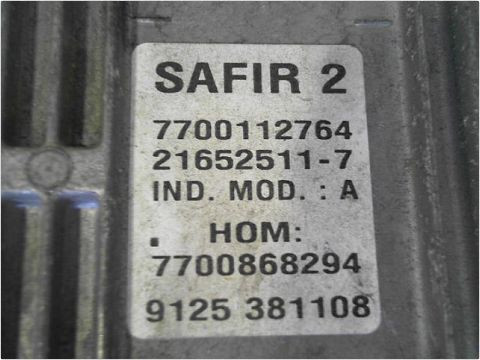 SAFIR 2
7700112764
21652511-7
IND. MOD. : A
. HOM:
7700868294
9125 381108